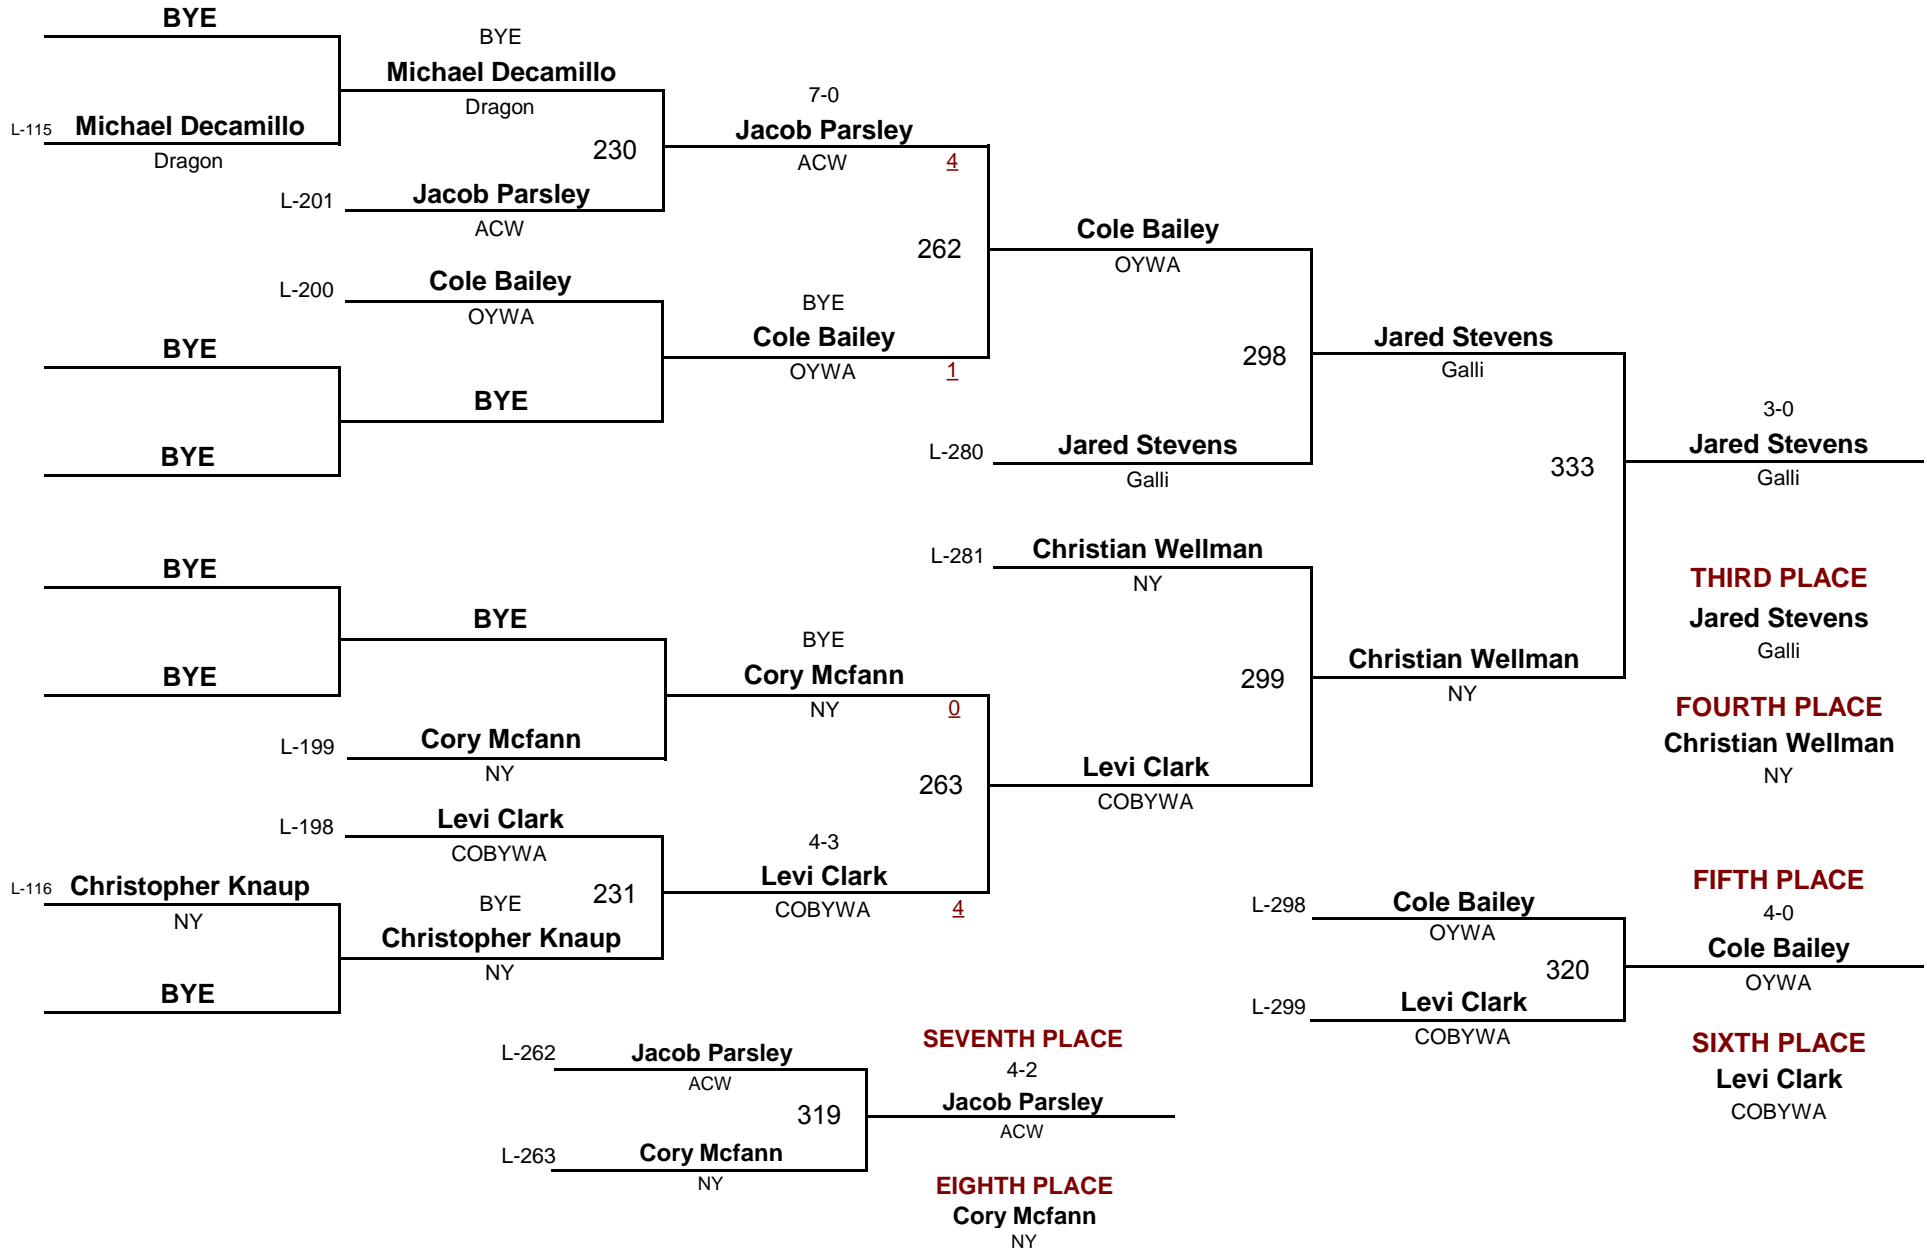 BYE
BYE
Michael Decamillo
Dragon
L-115 Michael Decamillo
Dragon
230
7-0
Jacob Parsley
ACW 4
L-201 Jacob Parsley
ACW
262
Cole Bailey
OYWA
L-200 Cole Bailey
OYWA
BYE
Cole Bailey
OYWA 1
BYE
BYE
BYE
298
Jared Stevens
Galli
L-280 Jared Stevens
Galli
333
3-0
Jared Stevens
Galli
BYE
L-281 Christian Wellman
NY
THIRD PLACE
Jared Stevens
Galli
BYE
BYE
BYE
Cory Mcfann
NY 0
299
Christian Wellman
NY
FOURTH PLACE
Christian Wellman
NY
L-199 Cory Mcfann
NY
263
Levi Clark
COBYWA
L-198 Levi Clark
COBYWA
4-3
Levi Clark
COBYWA 4
L-116 Christopher Knaup
NY
BYE
231
Christopher Knaup
NY
BYE
L-298 Cole Bailey
OYWA
320
L-299 Levi Clark
COBYWA
FIFTH PLACE
4-0
Cole Bailey
OYWA
SIXTH PLACE
Levi Clark
COBYWA
L-262 Jacob Parsley
ACW
319
L-263 Cory Mcfann
NY
SEVENTH PLACE
4-2
Jacob Parsley
ACW
EIGHTH PLACE
Cory Mcfann
NY